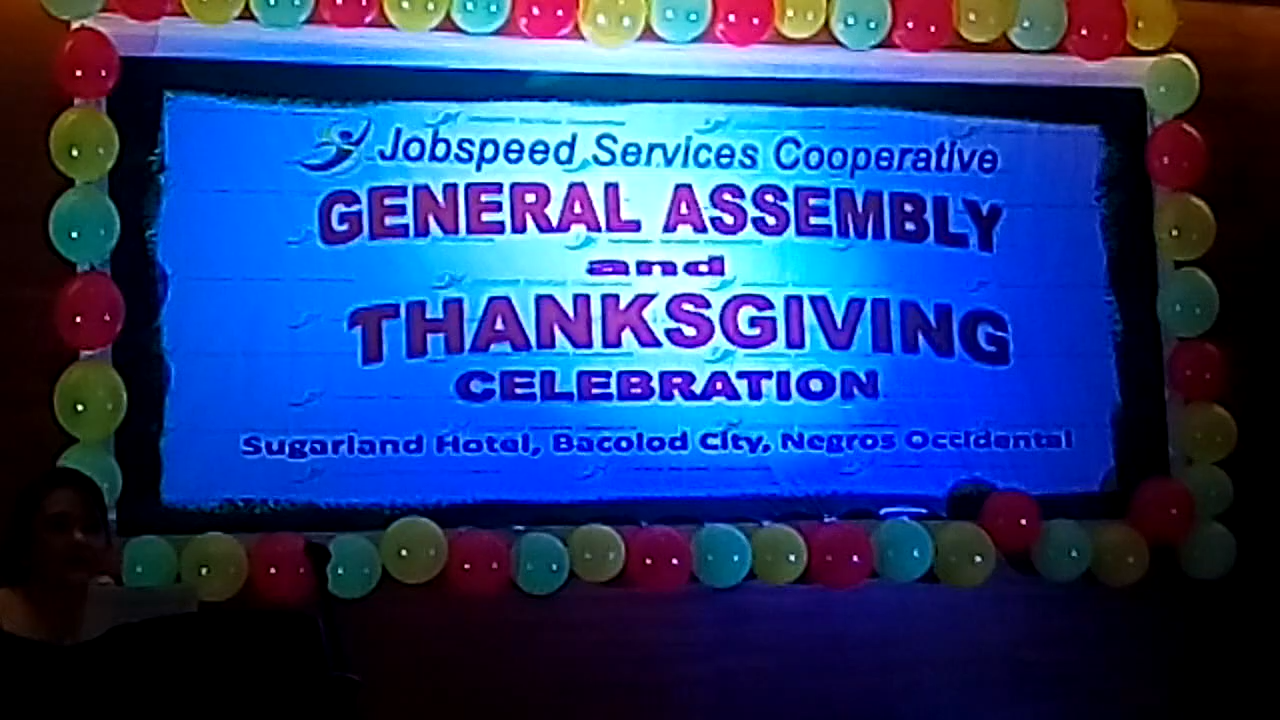 Jobspeed Services Cooperative
GENERAL ASSEMBLY
and
THANKSGIVING
CELEBRATION
Sugarland Hotel, Bacolod City, Negros Occidental